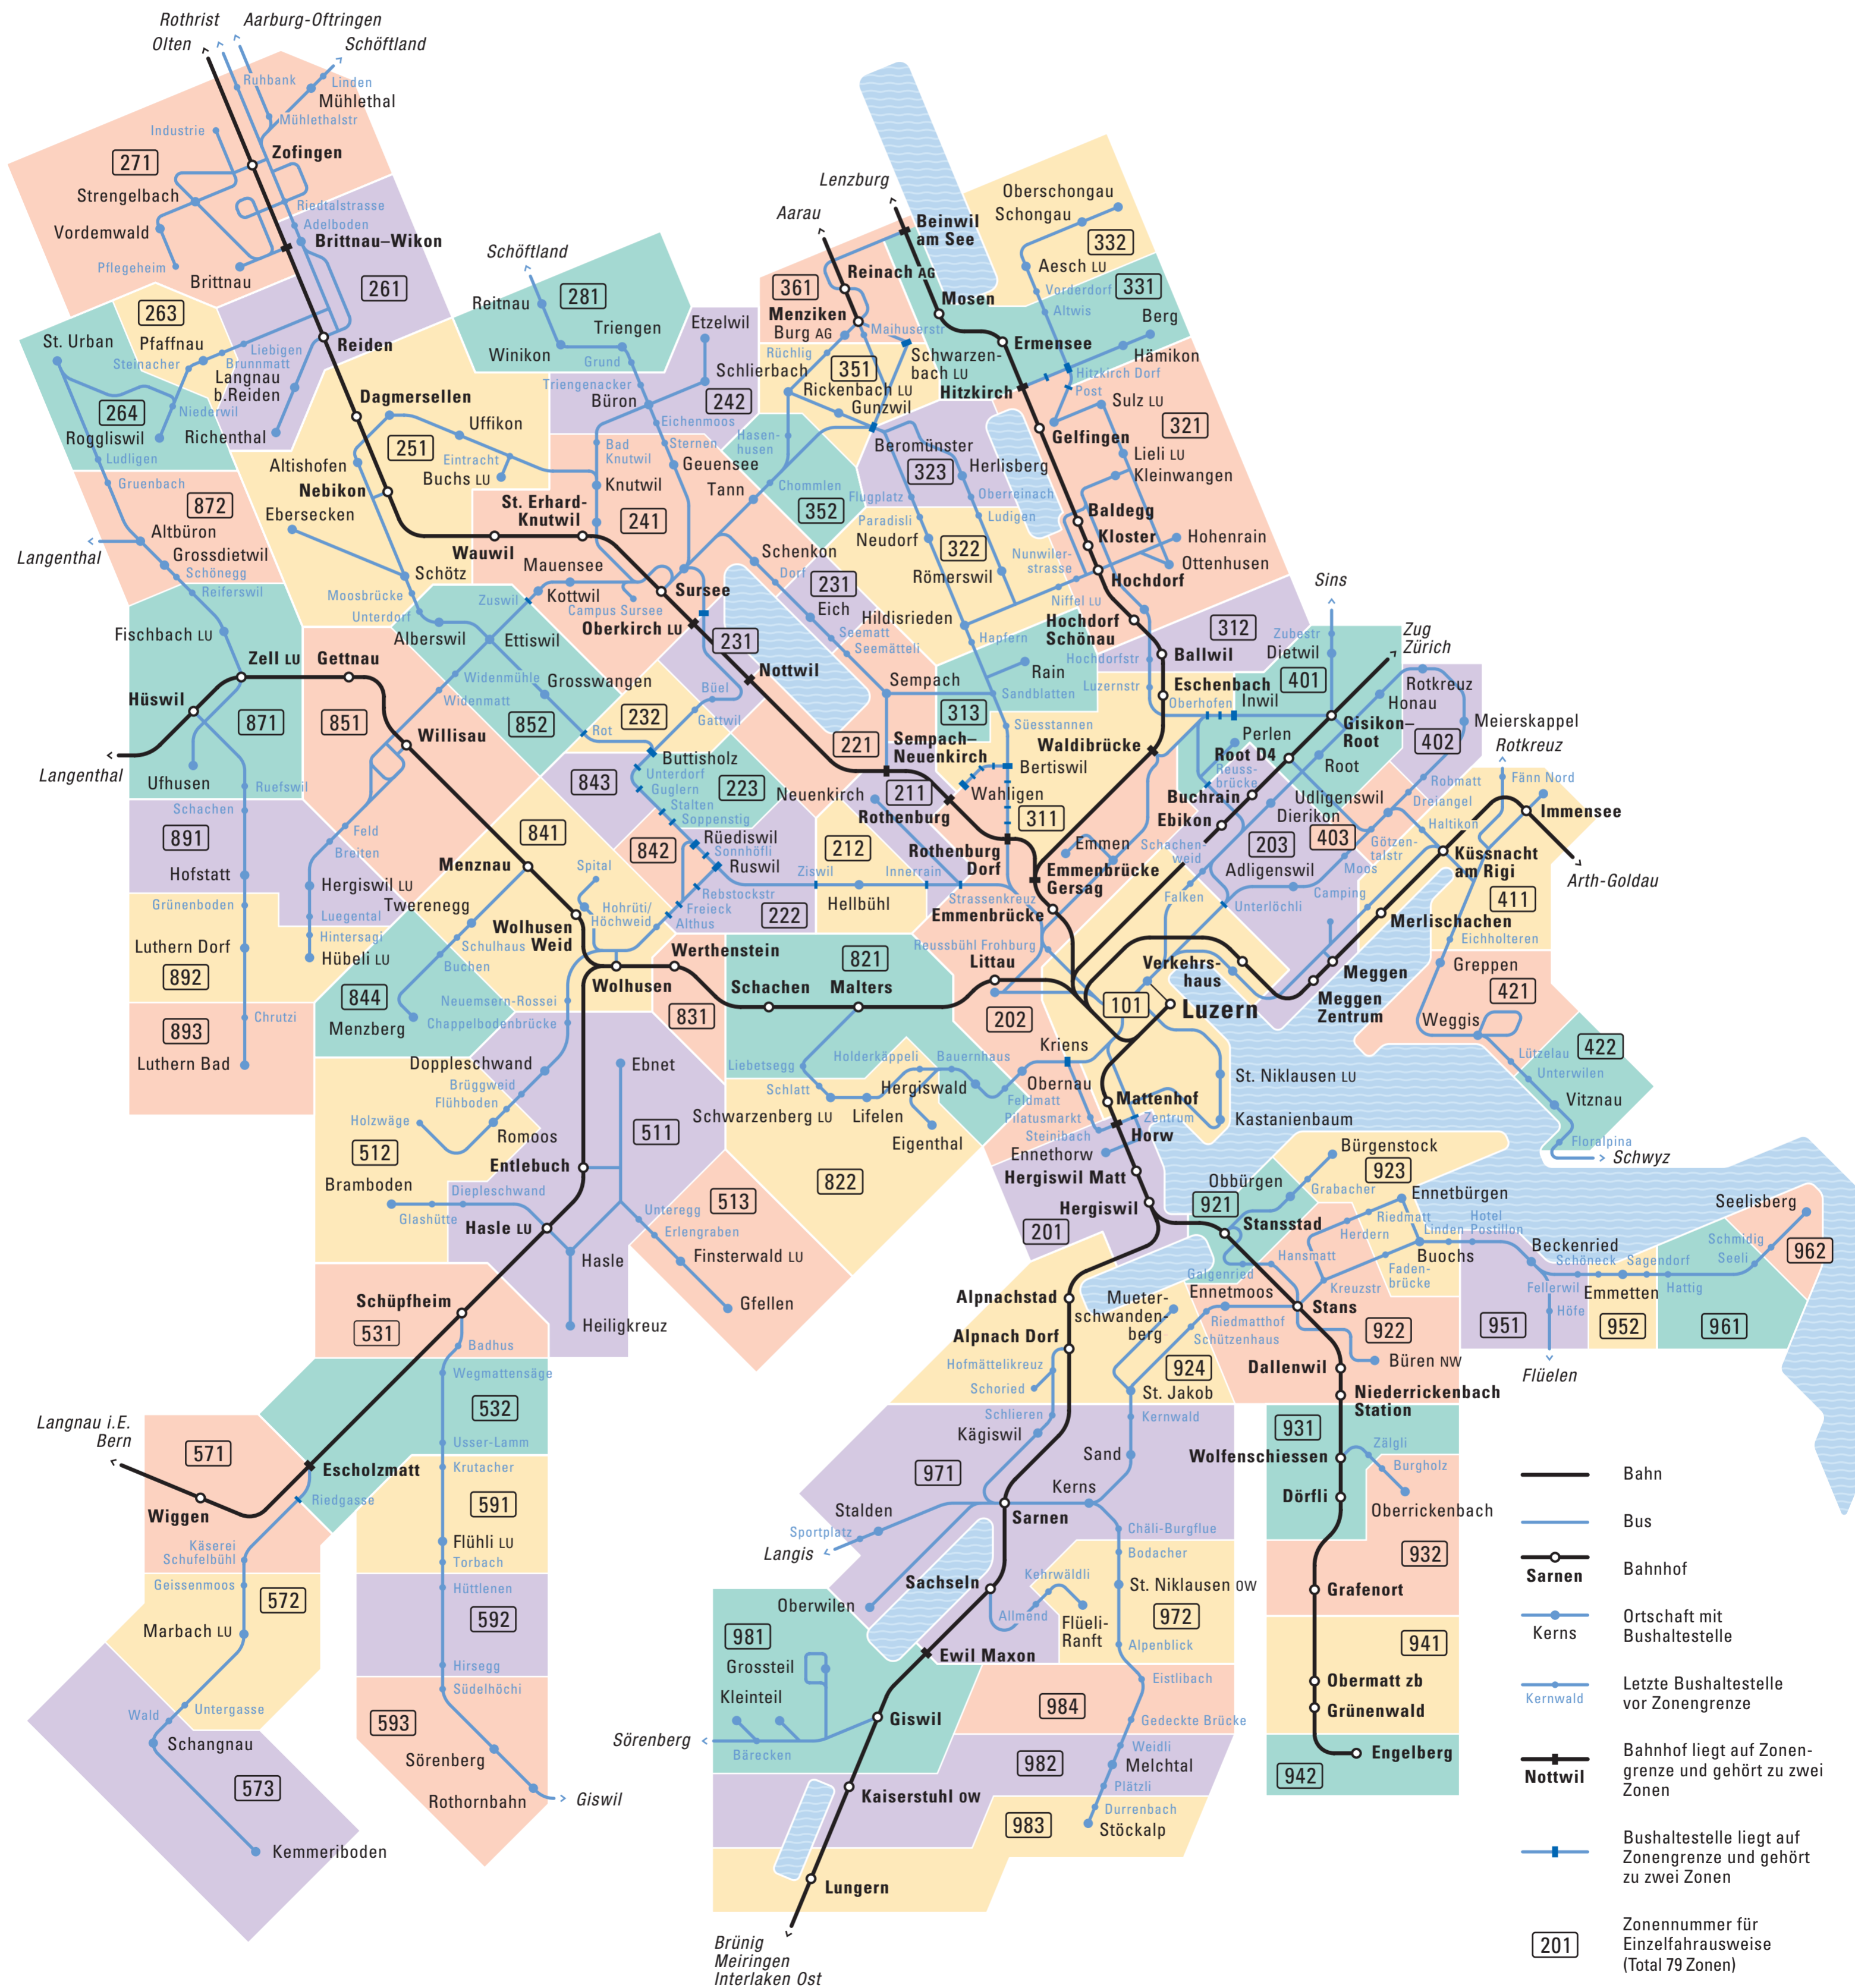 Rothrist
Aarburg-Oftringen
Olten
Schöftland
Ruhbank
Linden
Mühlethal
Mühlethalstr
Industrie
Zofingen
271
Strengelbach
Riedtalstrasse
Adelboden
Vordemwald
Brittnau–Wikon
Pflegeheim
Brittnau
261
263
Pfaffnau
St. Urban
Steinacher
Liebigen
Brunnmatt
Reiden
Langnau
b.Reiden
264
Niederwil
Roggliswil
Richenthal
Ludligen
Gruenbach
872
Altbüron
Langenthal
Grossdietwil
Schönegg
Reiferswil
Fischbach LU
Schöftland
Reitnau
281
Triengen
Winikon
Grund
Etzelwil
Triengenacker
Büron
242
Schlierbach
Eichenmoos
Dagmersellen
Uffikon
251
Eintracht
Buchs LU
Altishofen
Nebikon
Ebersecken
Bad
Knutwil
Sternen
Geuensee
Knutwil
St. Erhard-
Knutwil
241
Wauwil
Mauensee
Schötz
Kottwil
Zuswil
Campus Sursee
Sursee
Oberkirch LU
Moosbrücke
Unterdorf
Alberswil
Ettiswil
Lenzburg
Aarau
Beinwil
am See
Reinach AG
361
Menziken
Burg AG
Maihuserstr
Mosen
Rüchlig
351
Schwarzen-
bach LU
Rickenbach LU
Gunzwil
Ermensee
Hitzkirch
Hasen-
husen
Beromünster
323
Herlisberg
Tann
Chommlen
352
Flugplatz
Oberreinach
Paradisli
Ludigen
Neudorf
322
Römerswil
Schenkon
Dorf
231
Eich
Hildisrieden
Seematt
Seemätteli
Hapfern
Oberschongau
Schongau
332
Aesch LU
Vorderdorf
331
Altwis
Berg
Hämikon
Hitzkirch Dorf
Post
Sulz LU
321
Gelfingen
Lieli LU
Kleinwangen
Baldegg
Kloster
Hohenrain
Nunwiler-
strasse
Ottenhusen
Hochdorf
Niffel LU
Hochdorf
Schönau
312
Hochdorfstr
Ballwil
Luzernstr
Eschenbach
Oberhofen
Inwil
Sins
Zubestr
Dietwil
401
Zug
Zürich
Rotkreuz
Honau
Meierskappel
402
Gisikon–
Root
Perlen
Root D4
Root
Reuss-
brücke
Robmatt
Rotkreuz
Fänn Nord
Zell LU
Gettnau
Hüswil
871
851
Langenthal
Ufhusen
Willisau
Ruefswil
Schachen
891
Feld
Breiten
Hofstatt
Hergiswil LU
Grünenboden
Luegental
Luthern Dorf
Hintersagi
Hübeli LU
892
Chrutzi
893
Luthern Bad
Widenmühle
Grosswangen
Widenmatt
852
Rot
231
Nottwil
Büel
232
Gattwil
Buttisholz
843
Unterdorf
Guglern
223
Stalten
Soppenstig
841
842
Rüediswil
Sonnhöfli
Ruswil
Menznau
Spital
Rebstockstr
Twerenegg
Hohrüti/
Höchweid
Freieck
Althus
222
Wolhusen
Weid
Schulhaus
Buchen
Werthenstein
844
Wolhusen
Menzberg
Neuemsern-Rossei
Chappelbodenbrücke
831
Sempach
Rain
Sandblatten
313
Süesstannen
221
Sempach–
Neuenkirch
Waldibrücke
Bertiswil
Wahligen
Neuenkirch
211
Rothenburg
311
212
Rothenburg
Dorf
Emmen
Ziswil
Innerrain
Emmenbrücke
Gersag
Hellbühl
Strassenkreuz
Emmenbrücke
Reussbühl Frohburg
Littau
821
Schachen
Malters
202
Buchrain
Udligenswil
Dreiangel
Immensee
Ebikon
Dierikon
Haltikon
Schachen-
weid
203
403
Götzen-
talstr
Küssnacht
am Rigi
Adligenswil
Moos
Arth-Goldau
Falken
Camping
411
Unterlöchli
Merlischachen
Eichholteren
Verkehrs-
haus
Meggen
Greppen
101
Luzern
Meggen
Zentrum
421
Weggis
422
Lützelau
Unterwilen
Vitznau
Floralpina
Schwyz
Kriens
St. Niklausen LU
Obernau
Feldmatt
Mattenhof
Kastanienbaum
Pilatusmarkt
Zentrum
Steinibach
Horw
Ennethorw
Hergiswil Matt
Hergiswil
201
Liebetsegg
Holderkäppeli
Bauernhaus
Hergiswald
Schlatt
Schwarzenberg LU
Lifelen
Eigenthal
822
Doppleschwand
Ebnet
Brüggweid
Flühboden
Holzwäge
Romoos
511
512
Entlebuch
Bramboden
Diepleschwand
Glashütte
513
Hasle LU
Unteregg
Erlengraben
Finsterwald LU
Hasle
Gfellen
Heiligkreuz
Schüpfheim
531
Badhus
Wegmattensäge
532
Usser-Lamm
Langnau i.E.
Bern
571
Escholzmatt
Krutacher
Riedgasse
591
Wiggen
Flühli LU
Käserei
Schufelbühl
Torbach
Geissenmoos
572
Hüttlenen
592
Marbach LU
Hirsegg
Südelhöchi
Untergasse
Wald
593
Schangnau
Sörenberg
573
Rothornbahn
Giswil
Kemmeriboden
Bürgenstock
Obbürgen
923
Grabacher
921
Ennetbürgen
Stansstad
Riedmatt
Herdern
Linden
Hotel
Postillon
Hansmatt
Buochs
Beckenried
Galgenried
Faden-
brücke
Kreuzstr
Schöneck
Sagendorf
Fellerwil
Emmetten
Hattig
Seelisberg
Schmidig
Seeli
962
Höfe
951
952
961
Flüelen
Alpnachstad
Mueter-
schwanden-
berg
Ennetmoos
Stans
Riedmatthof
Schützenhaus
922
Alpnach Dorf
Hofmättelikreuz
924
Büren NW
Schoried
Dallenwil
St. Jakob
Niederrickenbach
Station
Schlieren
Kernwald
Kägiswil
931
Zälgli
Sand
Wolfenschiessen
Burgholz
971
Dörfli
Oberrickenbach
Kerns
Stalden
Sarnen
Sportplatz
Chäli-Burgflue
Langis
Bodacher
932
Sachseln
Kehrwäldli
St. Niklausen OW
Grafenort
Oberwilen
Allmend
972
Flüeli-
Ranft
981
941
Ewil Maxon
Alpenblick
Grossteil
Eistlibach
Obermatt zb
Kleinteil
984
Grünenwald
Giswil
Gedeckte Brücke
Sörenberg
Bärecken
Weidli
Engelberg
982
Melchtal
942
Kaiserstuhl OW
Plätzli
Durrenbach
983
Stöckalp
Lungern
Brünig
Meiringen
Interlaken Ost
Bahn
Bus
Sarnen
Bahnhof
Kerns
Ortschaft mit
Bushaltestelle
Kernwald
Letzte Bushaltestelle
vor Zonengrenze
Nottwil
Bahnhof liegt auf Zonen-
grenze und gehört zu zwei
Zonen
Bushaltestelle liegt auf
Zonengrenze und gehört
zu zwei Zonen
201
Zonennummer für
Einzelfahrausweise
(Total 79 Zonen)